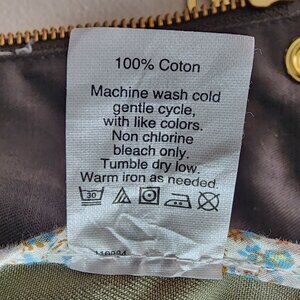 100% Coton
Machine wash cold
gentle cycle,
with like colors.
Non chlorine
bleach only.
Tumble dry low.
Warm iron as needed.
30